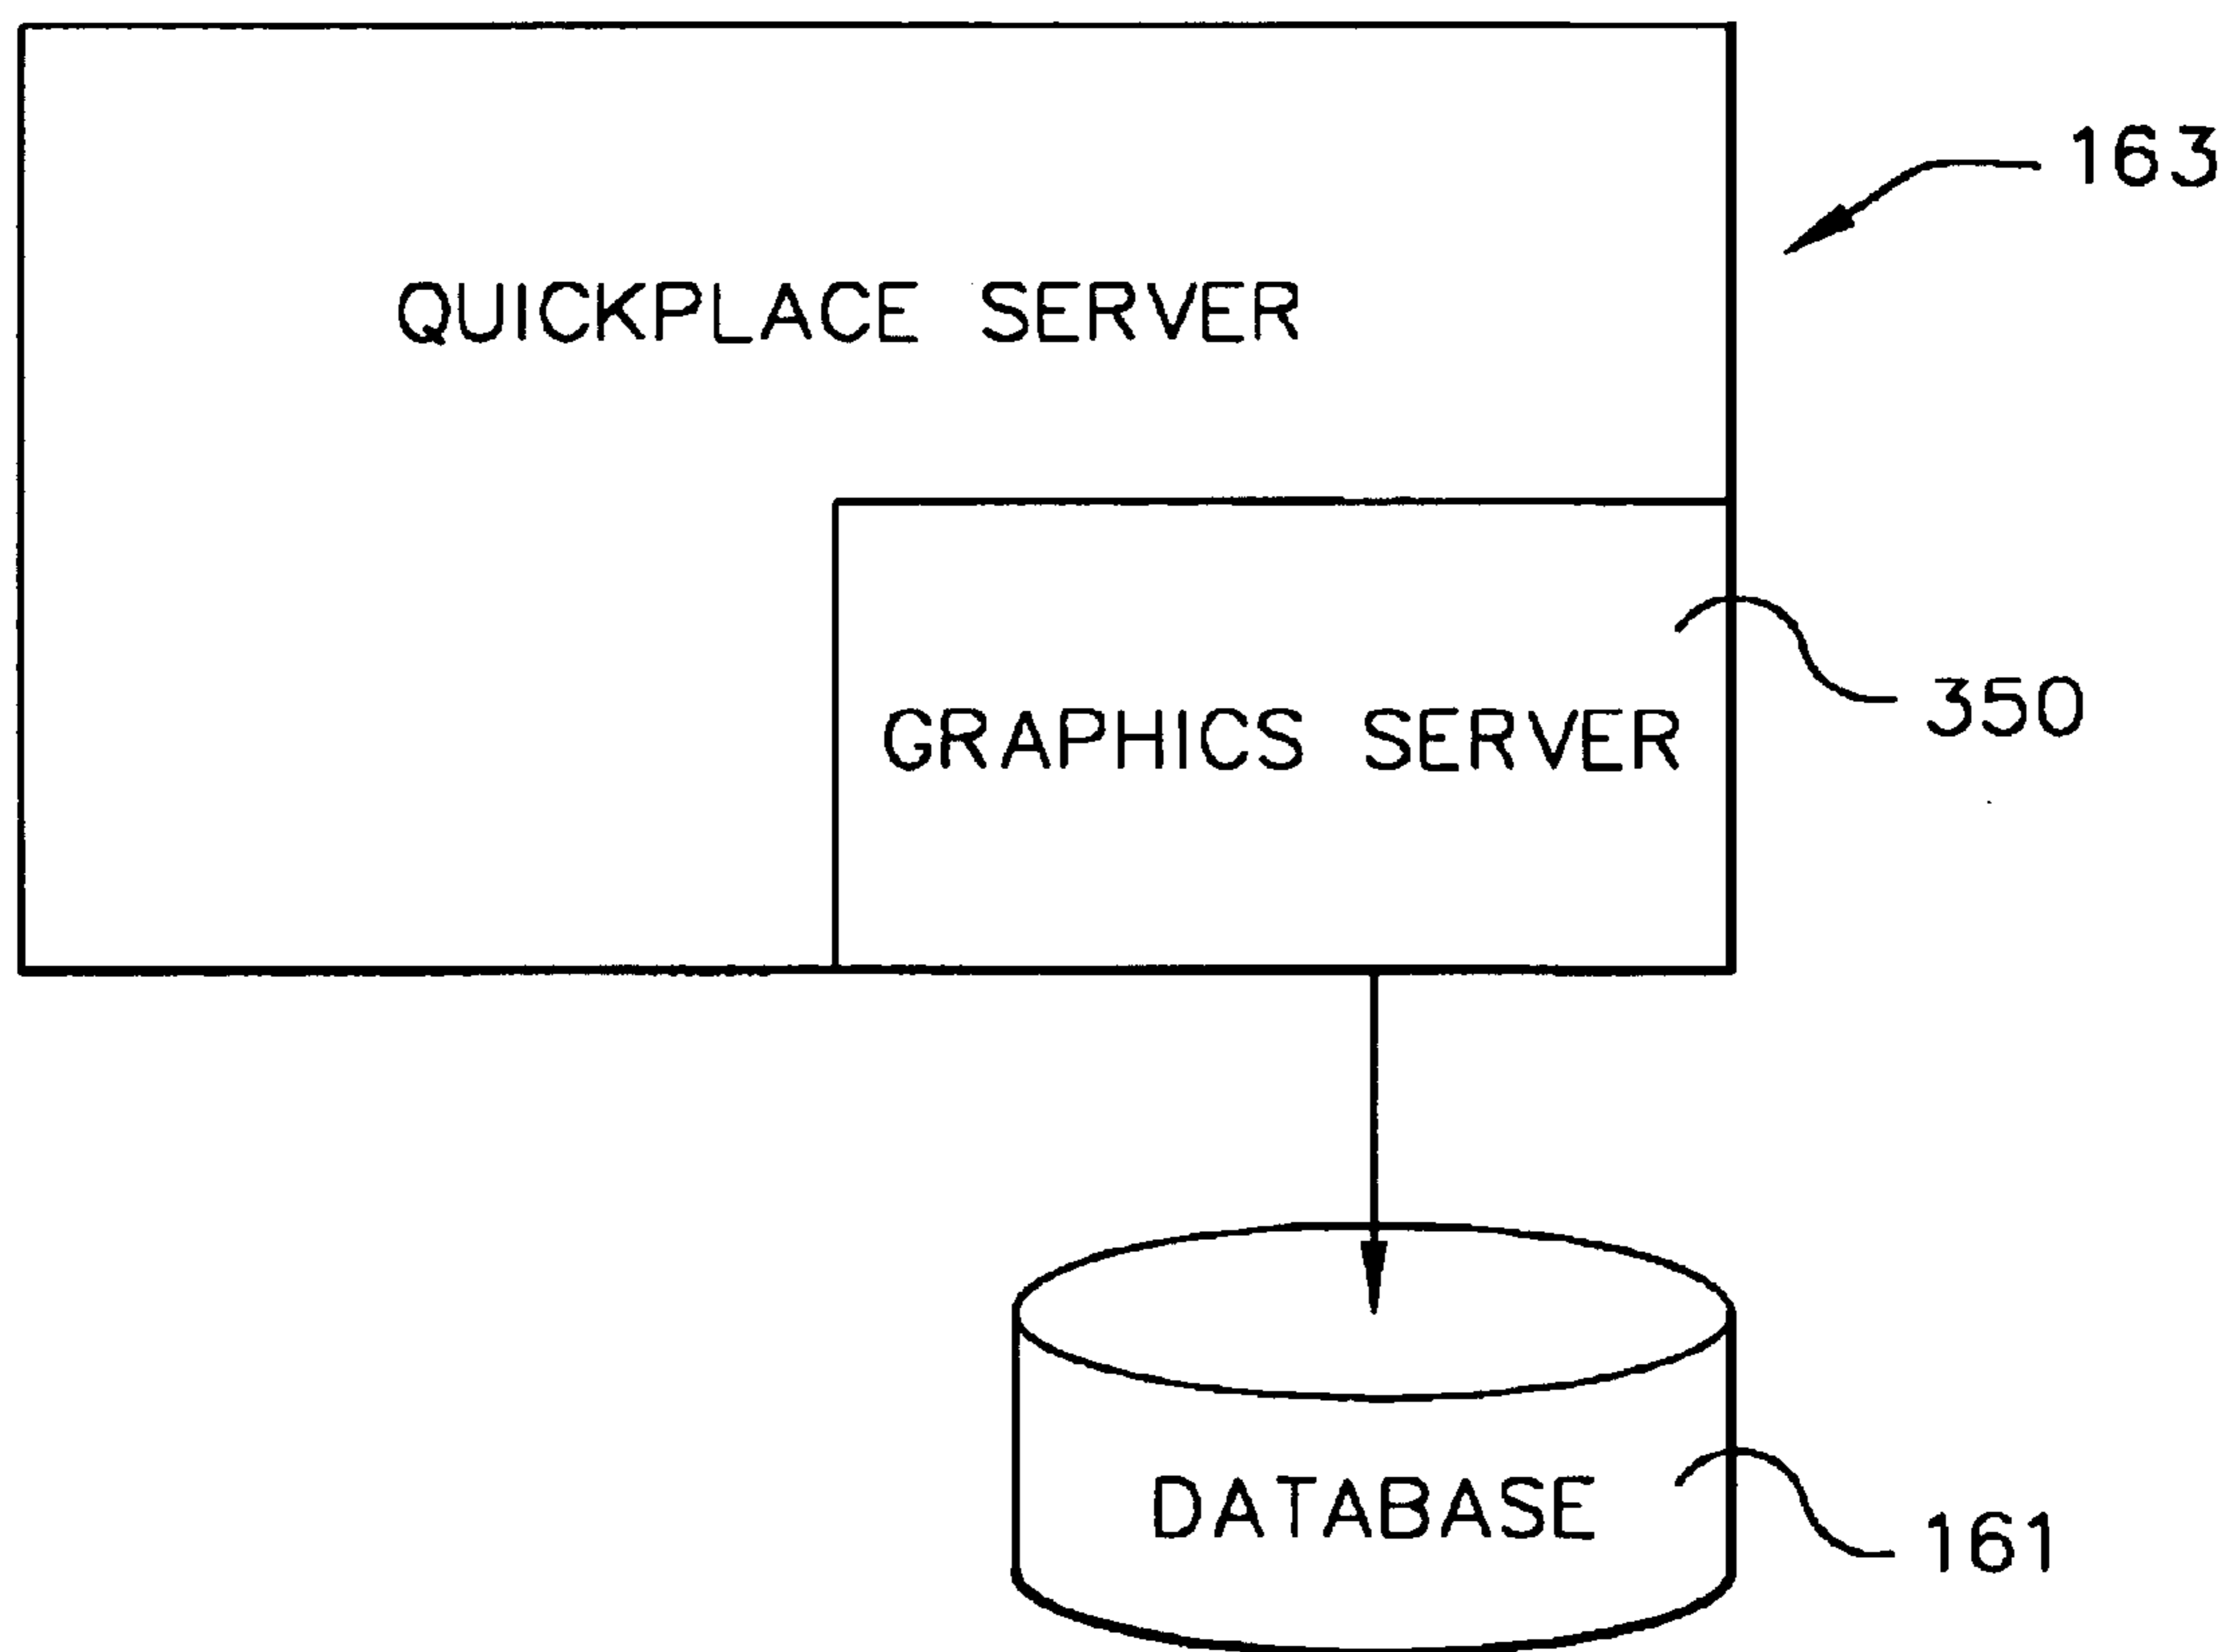 163
QUICKPLACE SERVER
350
GRAPHICS SERVER
DATABASE
161